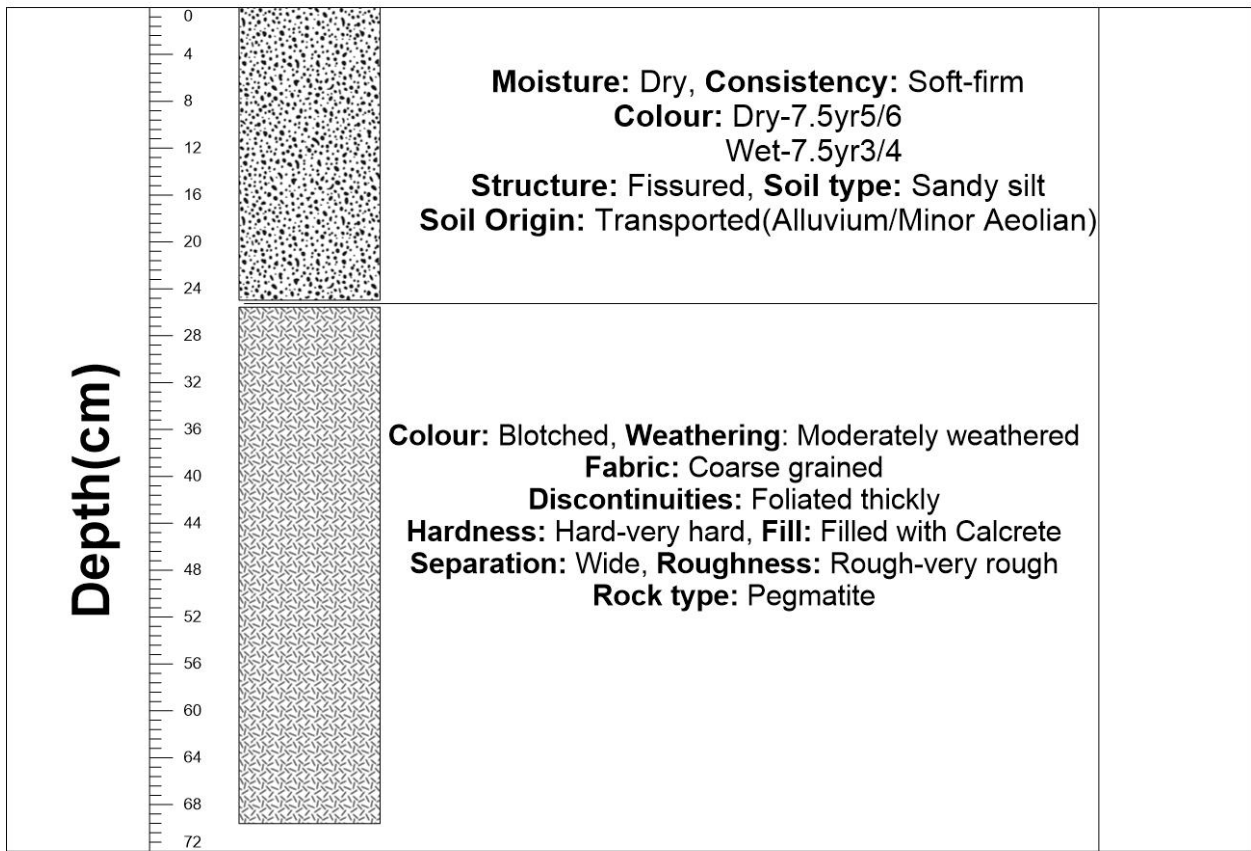 0
4
8
12
16
20
24
28
32
36
40
44
48
52
56
60
64
68
72
Depth(cm)
Moisture: Dry, Consistency: Soft-firm
Colour: Dry-7.5yr5/6
Wet-7.5yr3/4
Structure: Fissured, Soil type: Sandy silt
Soil Origin: Transported(Alluvium/Minor Aeolian)
Colour: Blotched, Weathering: Moderately weathered
Fabric: Coarse grained
Discontinuities: Foliated thickly
Hardness: Hard-very hard, Fill: Filled with Calcrete
Separation: Wide, Roughness: Rough-very rough
Rock type: Pegmatite